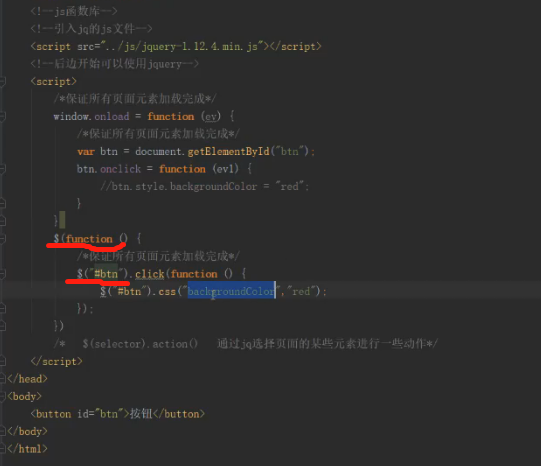 <!--js函数库-->
<!--引入jq的js文件-->
<script src="../js/jquery-1.12.4.min.js"></script>
<!--后边开始可以使用jquery-->
<script>
/*保证所有页面元素加载完成*/
window.onload = function (ev) {
/*保证所有页面元素加载完成*/
var btn = document.getElementById("btn");
btn.onclick = function (ev1) {
//btn.style.backgroundColor = "red";
}
}
$(function () {
/*保证所有页面元素加载完成*/
$("#btn").click(function () {
$("#btn").css("backgroundColor","red");
});
})
/* $(selector).action() 通过jq选择页面的某些元素进行一些动作*/
</script>
</head>
<body>
<button id="btn">按钮</button>
</body>
</html>